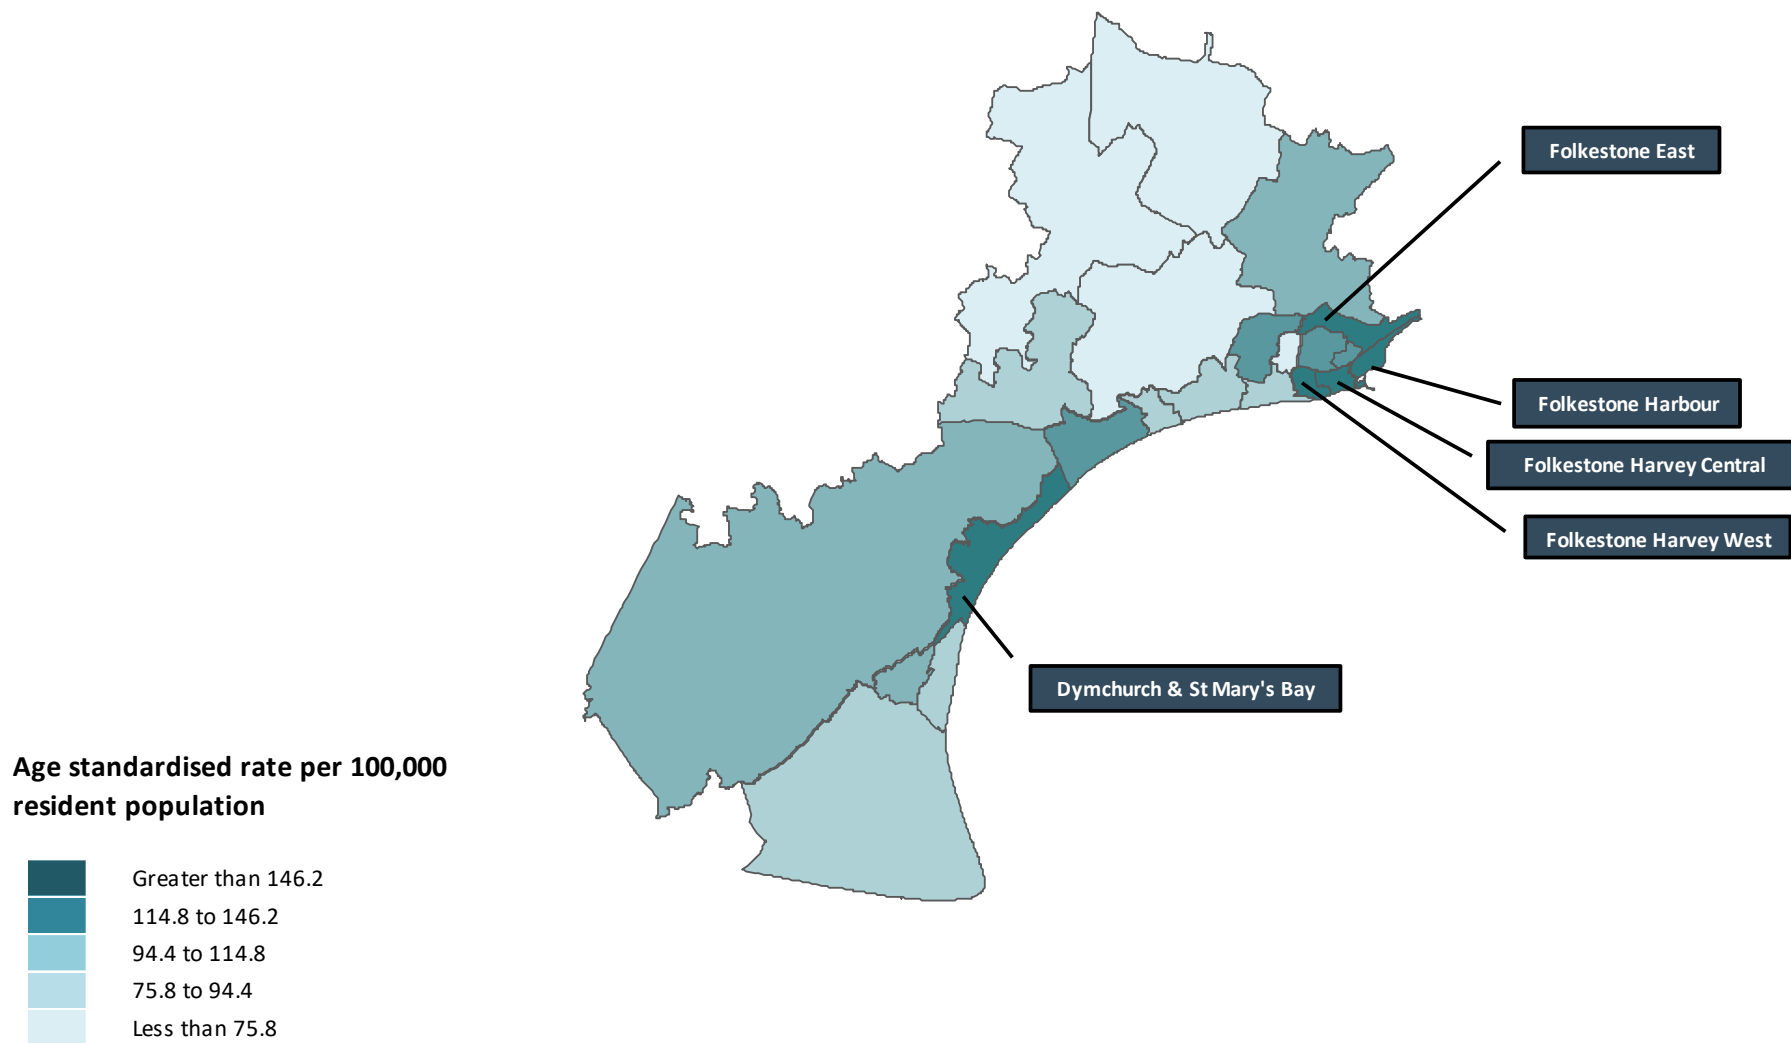 Folkestone East
Folkestone Harbour
Folkestone Harvey Central
Folkestone Harvey West
Dymchurch & St Mary's Bay
Age standardised rate per 100,000
resident population
Greater than 146.2
114.8 to 146.2
94.4 to 114.8
75.8 to 94.4
Less than 75.8